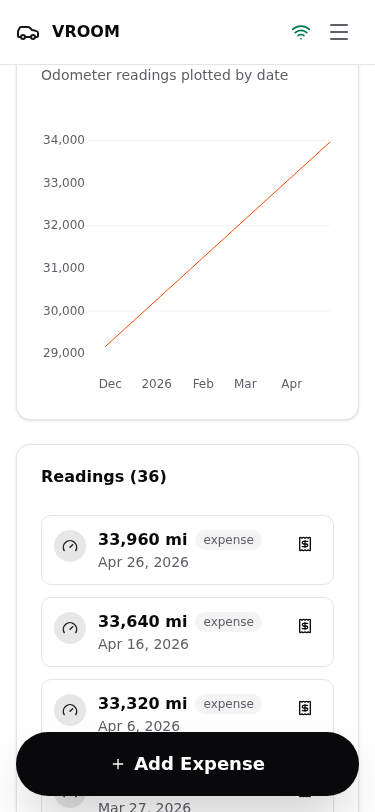 VROOM
Odometer readings plotted by date
34,000
33,000
32,000
31,000
30,000
29,000
Dec 2026 Feb Mar Apr
Readings (36)
33,960 mi expense
Apr 26, 2026
33,640 mi expense
Apr 16, 2026
33,320 mi expense
Apr 6, 2026
+ Add Expense
Mar 27, 2026